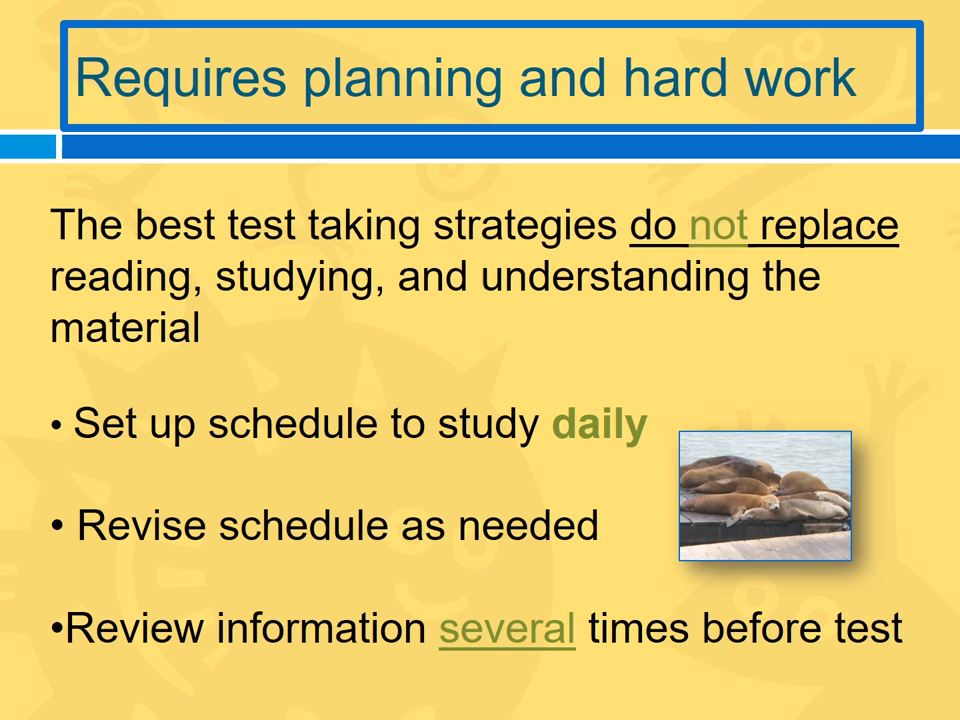 Requires planning and hard work
The best test taking strategies do not replace
reading, studying, and understanding the
material
• Set up schedule to study daily
• Revise schedule as needed
•Review information several times before test